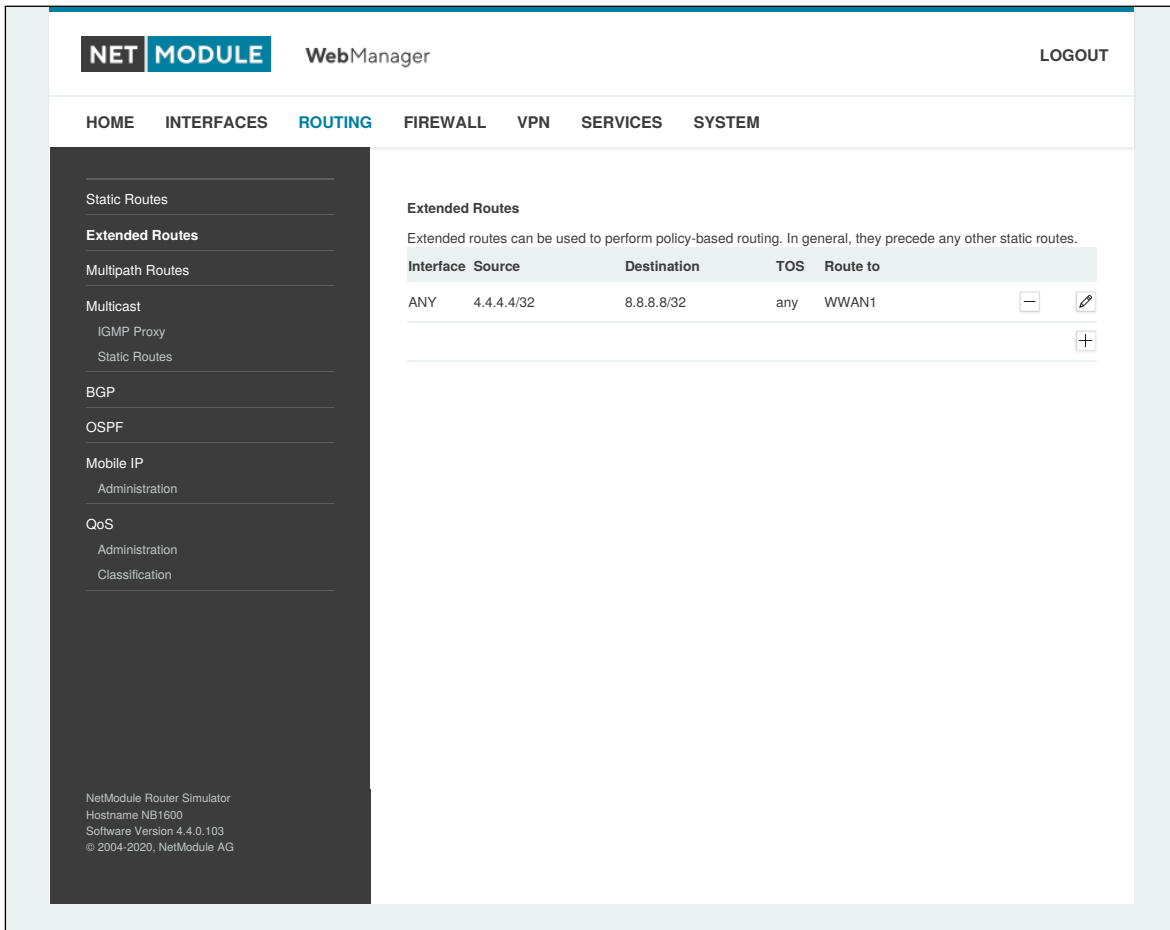 NET MODULE WebManager LOGOUT
HOME INTERFACES ROUTING FIREWALL VPN SERVICES SYSTEM
Static Routes
Extended Routes
Multipath Routes
Multicast
IGMP Proxy
Static Routes
BGP
OSPF
Mobile IP
Administration
QoS
Administration
Classification
NetModule Router Simulator
Hostname NB1600
Software Version 4.4.0.103
© 2004-2020, NetModule AG
Extended Routes
Extended routes can be used to perform policy-based routing. In general, they precede any other static routes.
Interface Source Destination TOS Route to
ANY 4.4.4.4/32 8.8.8.8/32 any WWAN1